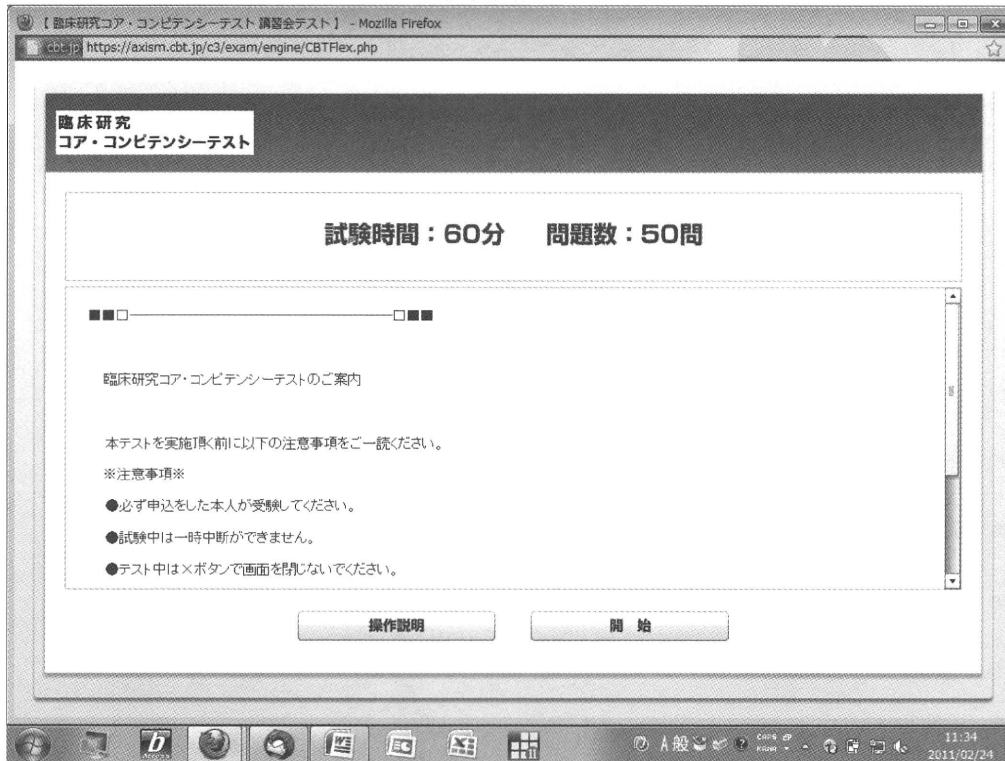 【 臨床研究コア・コンピテンシーテスト 講習会テスト 】 - Mozilla Firefox
cbt.jp https://axism.cbt.jp/c3/exam/engine/CBTFlex.php
臨床研究
コア・コンピテンシーテスト
試験時間：60分 問題数：50問
■■□―――――――――――――――――――□■■
臨床研究コア・コンピテンシーテストのご案内
本テストを実施頂く前に以下の注意事項をご一読ください。
※注意事項※
●必ず申込をした本人が受験してください。
●試験中は一時中断ができません。
●テスト中は×ボタンで画面を閉じないでください。
操作説明 開 始
A 般 CAPS KANA
11:34
2011/02/24